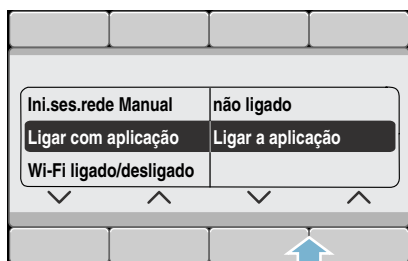 Ini.ses.rede Manual não ligado
Ligar com aplicação Ligar a aplicação
Wi-Fi ligado/desligado